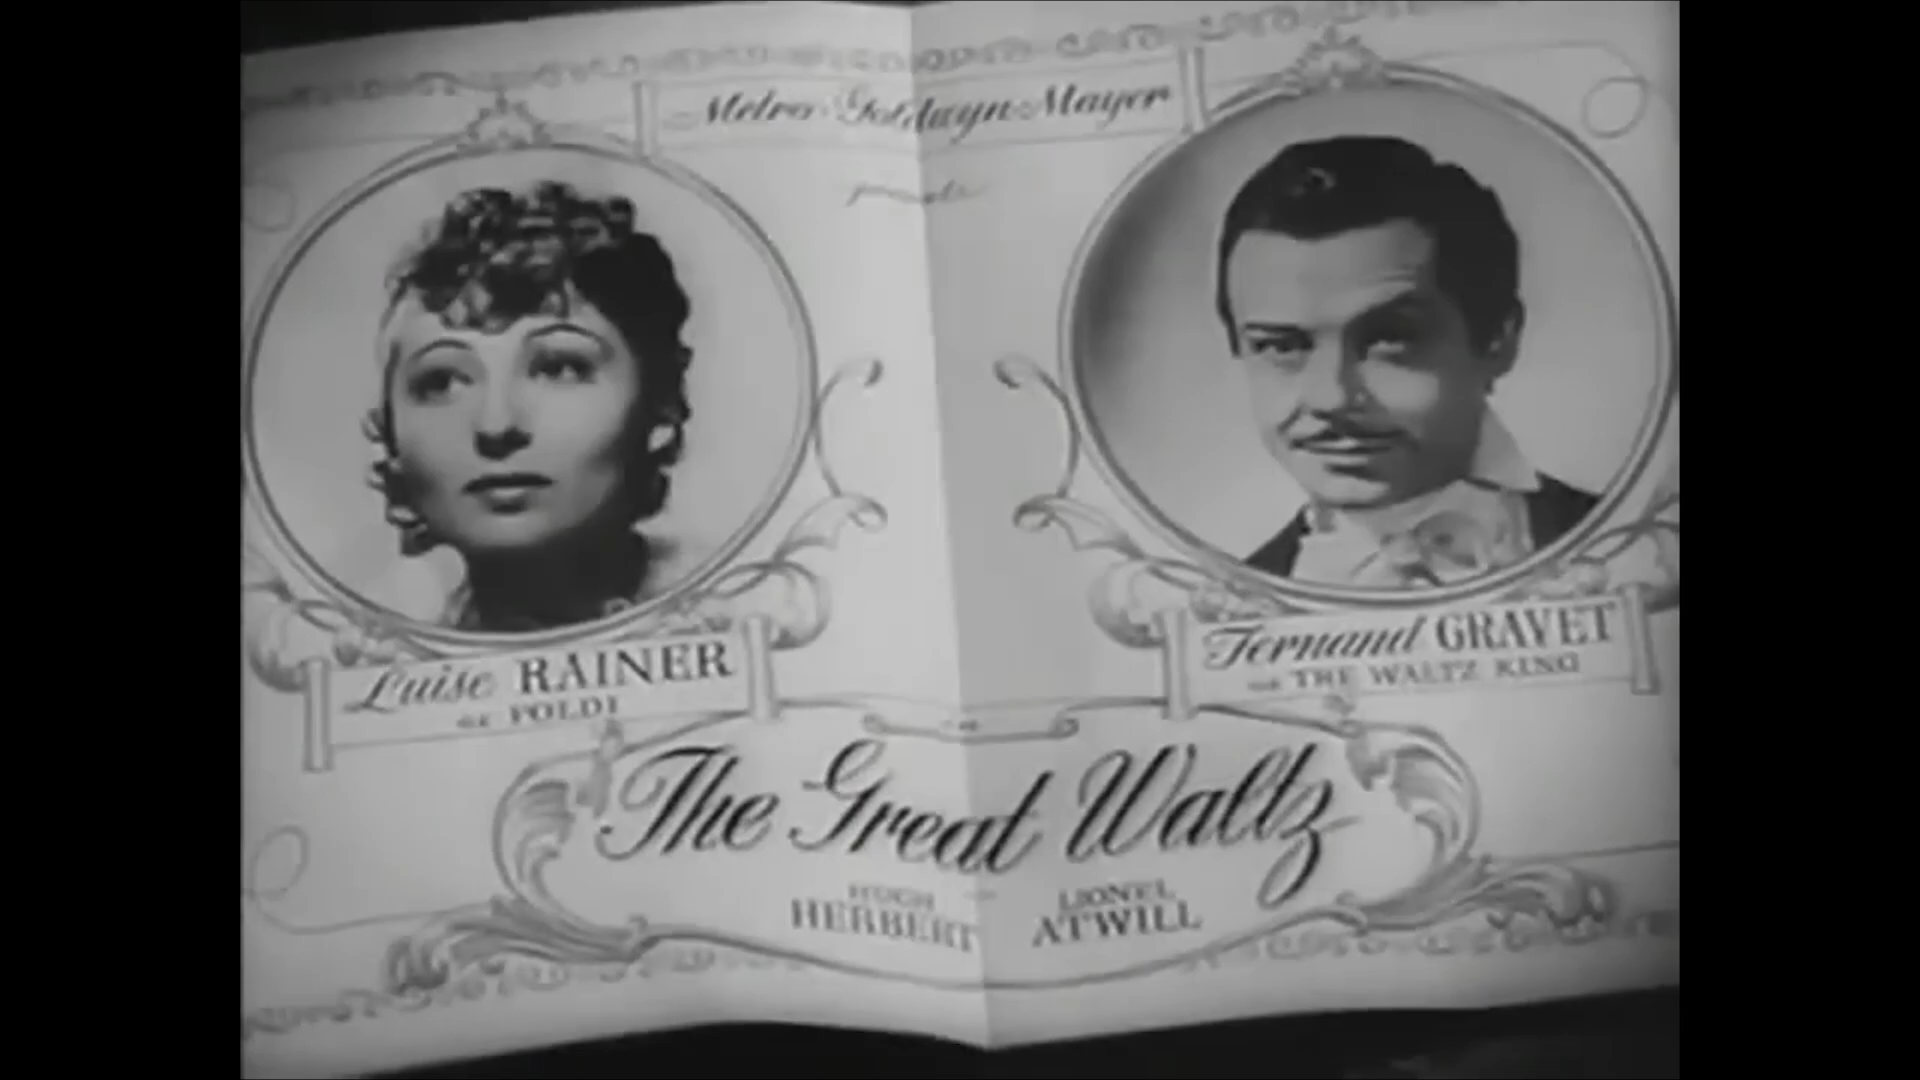 Metro-Goldwyn-Mayer
presents
Luise RAINER
as POLDI
Fernand GRAVET
as THE WALTZ KING
The Great Waltz
HUGH
HERBERT
LIONEL
ATWILL